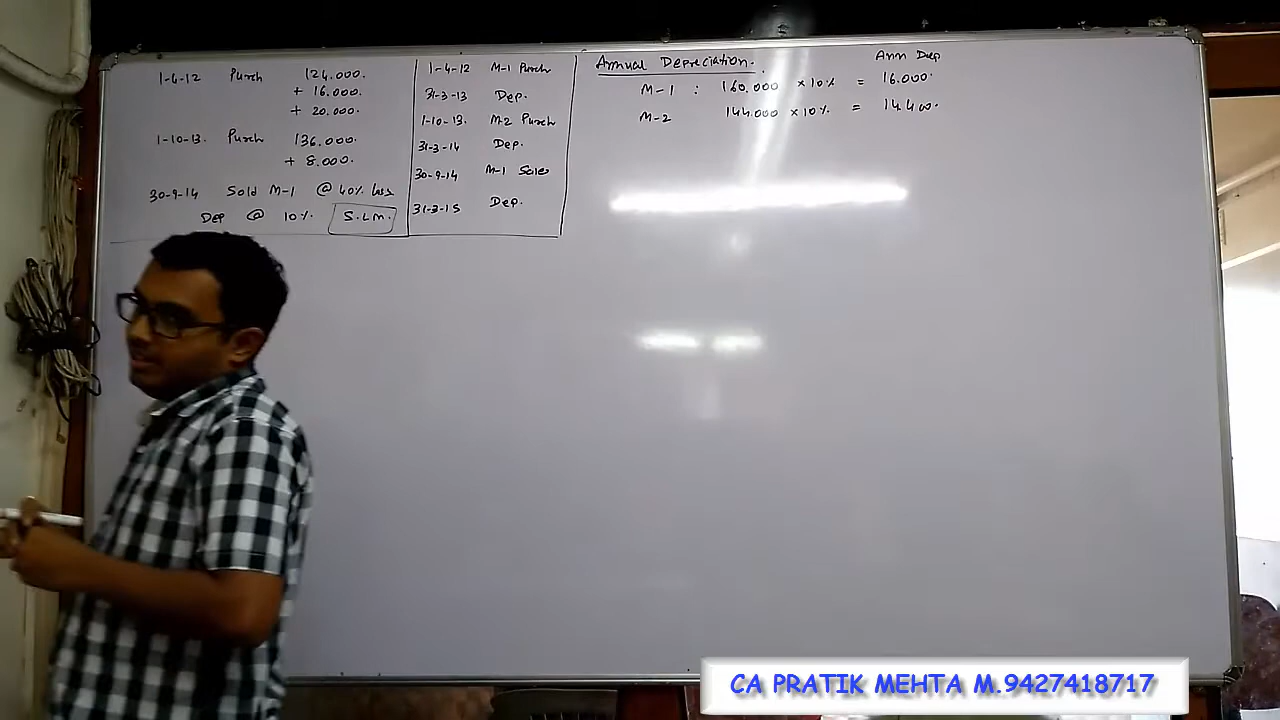 1-4-12 Purch 124.000.
+ 16.000.
+ 20.000.
1-10-13. Purch 136.000.
+ 8.000.
30-9-14 Sold M-1 @ 40% loss
Dep @ 10% S.L.M.
1-4-12 M-1 Purch
31-3-13 Dep.
1-10-13. M-2 Purch
31-3-14 Dep.
30-9-14 M-1 Sales
31-3-15 Dep.
Annual Depreciation.
Ann Dep
M-1 : 160.000 ×10% = 16.000.
M-2 144.000 ×10% = 14.400.
CA PRATIK MEHTA M.9427418717